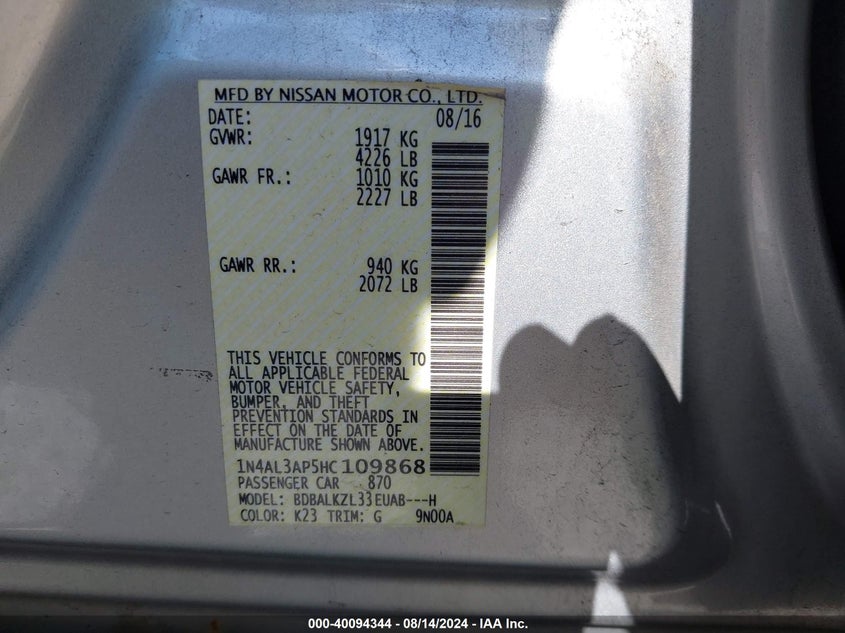 MFD BY NISSAN MOTOR CO., LTD.
DATE: 08/16
GVWR: 1917 KG
4226 LB
GAWR FR.: 1010 KG
2227 LB
GAWR RR.: 940 KG
2072 LB
THIS VEHICLE CONFORMS TO
ALL APPLICABLE FEDERAL
MOTOR VEHICLE SAFETY,
BUMPER, AND THEFT
PREVENTION STANDARDS IN
EFFECT ON THE DATE OF
MANUFACTURE SHOWN ABOVE.
1N4AL3AP5HC109868
PASSENGER CAR 870
MODEL: BDBALKZL33EUAB---H
COLOR: K23 TRIM: G 9N00A
000-40094344 - 08/14/2024 - IAA Inc.